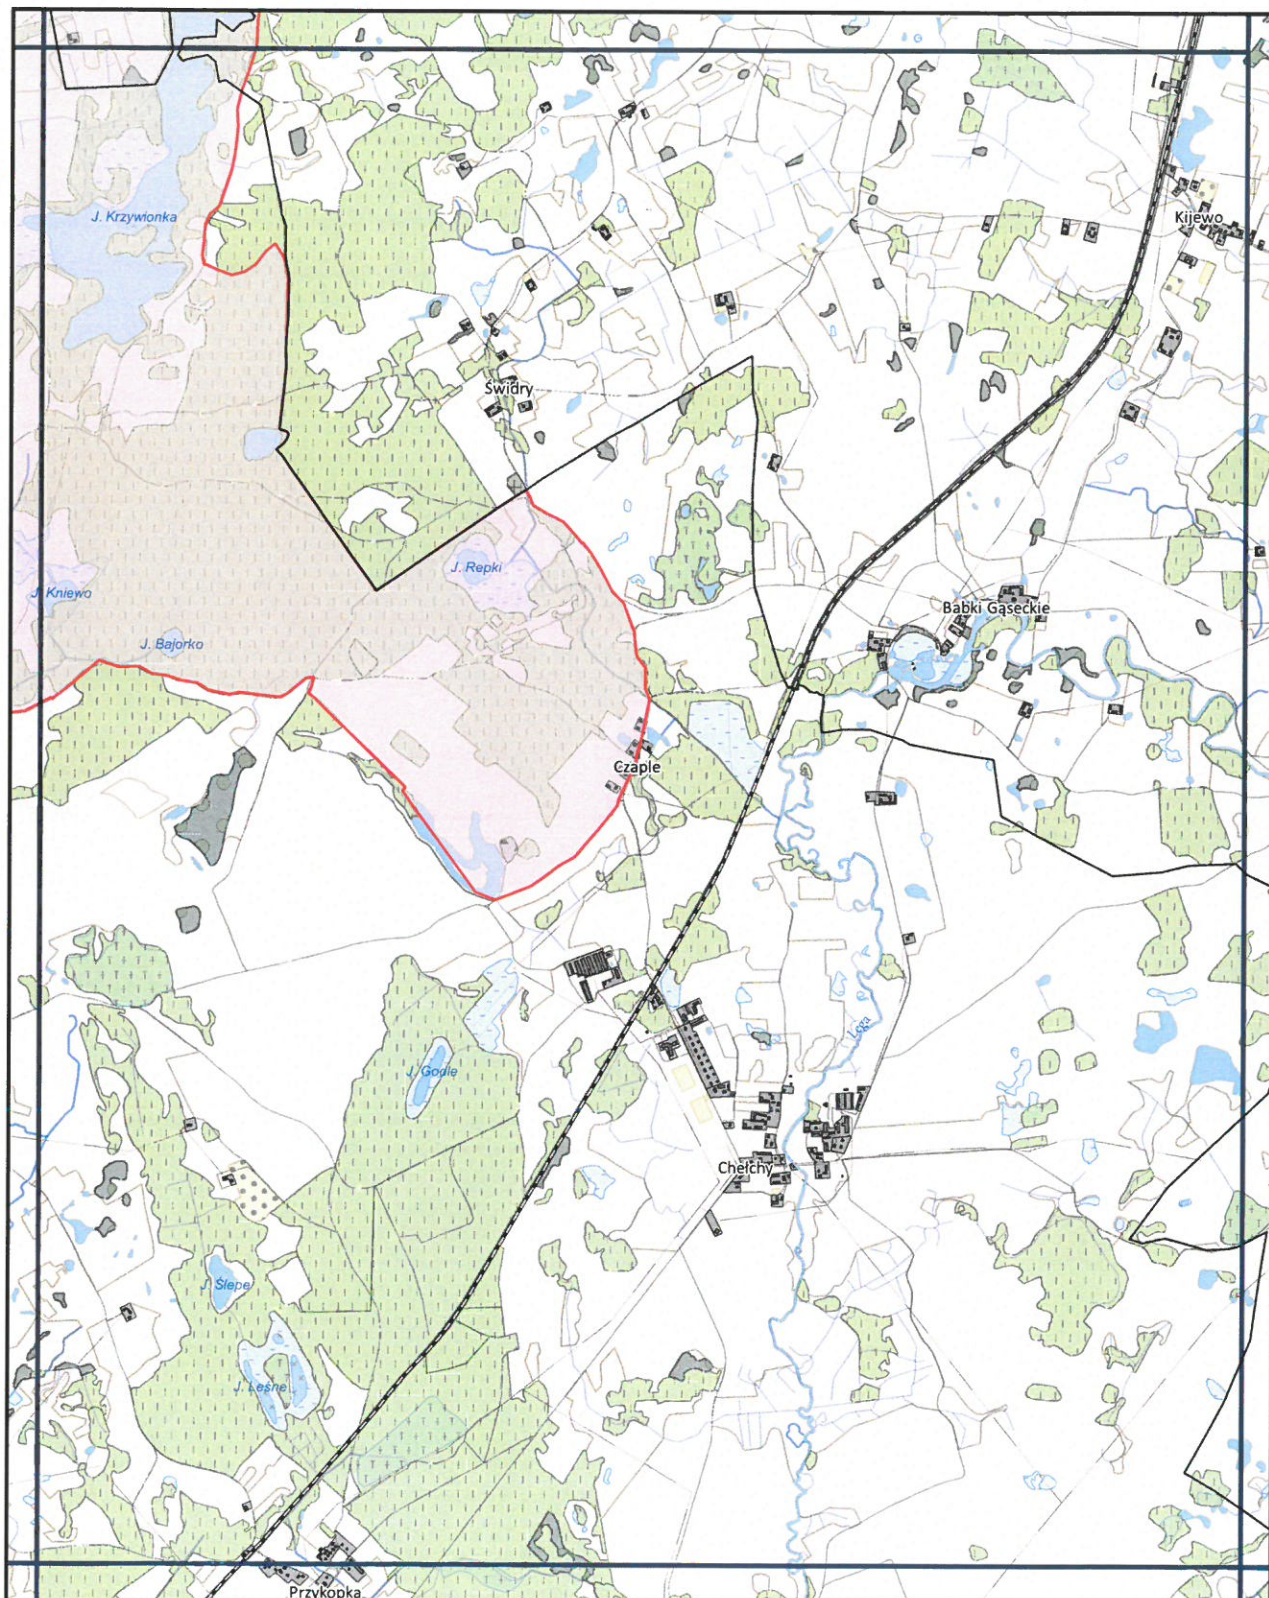 J. Krzywionka
Kijewo
Świdry
J. Repki
J. Kniewo
Babki Gąseckie
J. Bajorko
Czaple
Łęga
J. Godle
Chełchy
J. Ślepe
J. Leśne
Przykopka